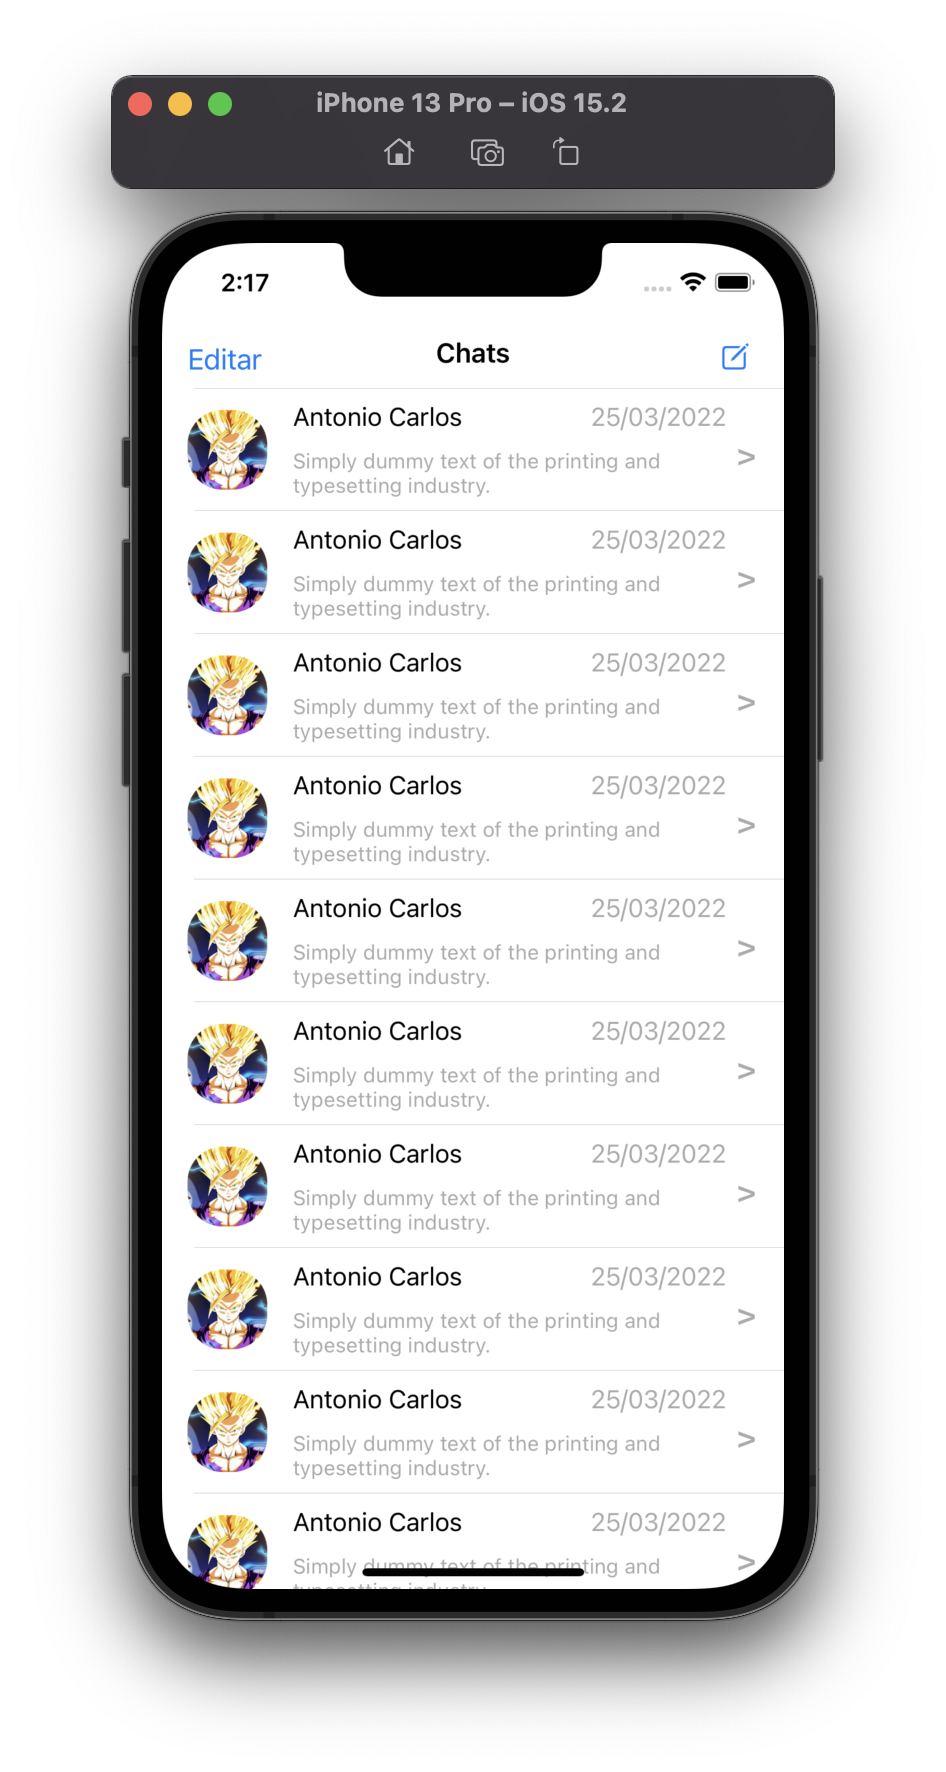 iPhone 13 Pro – iOS 15.2
2:17
Editar
Chats
Antonio Carlos
25/03/2022
Simply dummy text of the printing and
typesetting industry.
>
Antonio Carlos
25/03/2022
Simply dummy text of the printing and
typesetting industry.
>
Antonio Carlos
25/03/2022
Simply dummy text of the printing and
typesetting industry.
>
Antonio Carlos
25/03/2022
Simply dummy text of the printing and
typesetting industry.
>
Antonio Carlos
25/03/2022
Simply dummy text of the printing and
typesetting industry.
>
Antonio Carlos
25/03/2022
Simply dummy text of the printing and
typesetting industry.
>
Antonio Carlos
25/03/2022
Simply dummy text of the printing and
typesetting industry.
>
Antonio Carlos
25/03/2022
Simply dummy text of the printing and
typesetting industry.
>
Antonio Carlos
25/03/2022
Simply dummy text of the printing and
typesetting industry.
>
Antonio Carlos
25/03/2022
Simply dummy text of the printing and
>